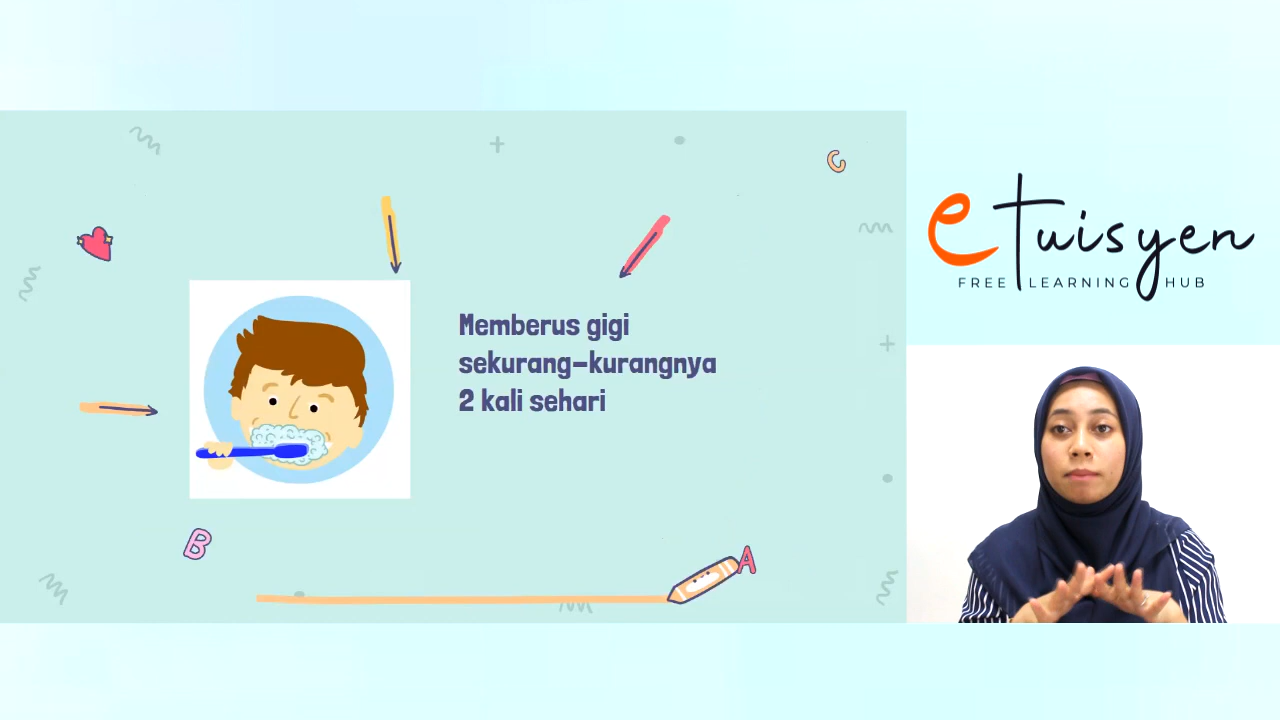 C
Memberus gigi
sekurang-kurangnya
2 kali sehari
B
A
eTuisyen
FREE LEARNING HUB